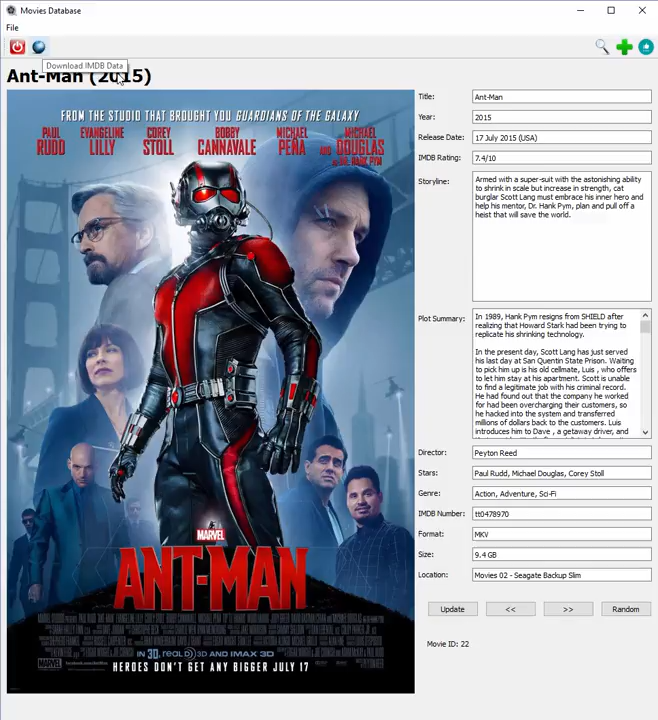 Movies Database
File
Download IMDB Data
Ant-Man (2015)
FROM THE STUDIO THAT BROUGHT YOU GUARDIANS OF THE GALAXY
PAUL RUDD
EVANGELINE LILLY
COREY STOLL
BOBBY CANNAVALE
MICHAEL PEÑA
AND MICHAEL DOUGLAS
AS DR. HANK PYM
MARVEL
ANT-MAN
MARVEL
IN 3D, REAL D 3D AND IMAX 3D
HEROES DON'T GET ANY BIGGER JULY 17
Title: Ant-Man
Year: 2015
Release Date: 17 July 2015 (USA)
IMDB Rating: 7.4/10
Storyline: Armed with a super-suit with the astonishing ability
to shrink in scale but increase in strength, cat
burglar Scott Lang must embrace his inner hero and
help his mentor, Dr. Hank Pym, plan and pull off a
heist that will save the world.
Plot Summary: In 1989, Hank Pym resigns from SHIELD after
realizing that Howard Stark had been trying to
replicate his shrinking technology.
In the present day, Scott Lang has just served
his last day at San Quentin State Prison. Waiting
to pick him up is his old cellmate, Luis , who offers
to let him stay at his apartment. Scott is unable
to find a legitimate job with his criminal record.
He had found out that the company he worked
for had been overcharging their customers, so
he hacked into the system and transferred
millions of dollars back to the customers. Luis
introduces him to Dave , a getaway driver, and
Director: Peyton Reed
Stars: Paul Rudd, Michael Douglas, Corey Stoll
Genre: Action, Adventure, Sci-Fi
IMDB Number: tt0478970
Format: MKV
Size: 9.4 GB
Location: Movies 02 - Seagate Backup Slim
Update << >> Random
Movie ID: 22